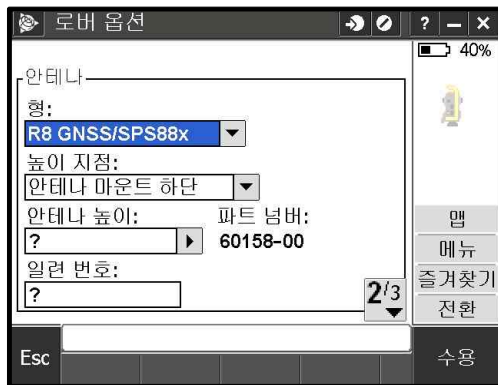 로버 옵션 ? – ×
40%
안테나
형:
R8 GNSS/SPS88x
높이 지점:
안테나 마운트 하단
안테나 높이: 파트 넘버:
? 60158-00
일련 번호:
?
2/3
맵
메뉴
즐겨찾기
전환
Esc 수용